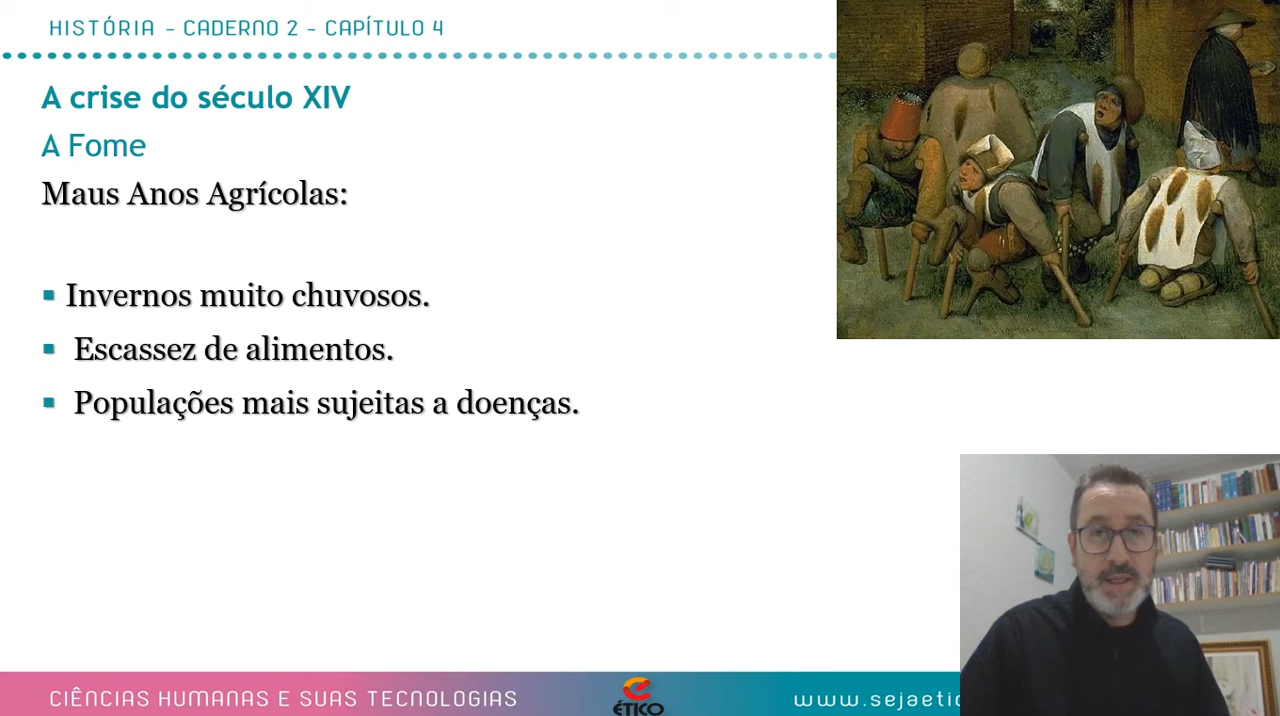 HISTÓRIA - CADERNO 2 - CAPÍTULO 4
A crise do século XIV
A Fome
Maus Anos Agrícolas:
▪ Invernos muito chuvosos.
▪ Escassez de alimentos.
▪ Populações mais sujeitas a doenças.
CIÊNCIAS HUMANAS E SUAS TECNOLOGIAS
ÉTICO
www.sejaetic